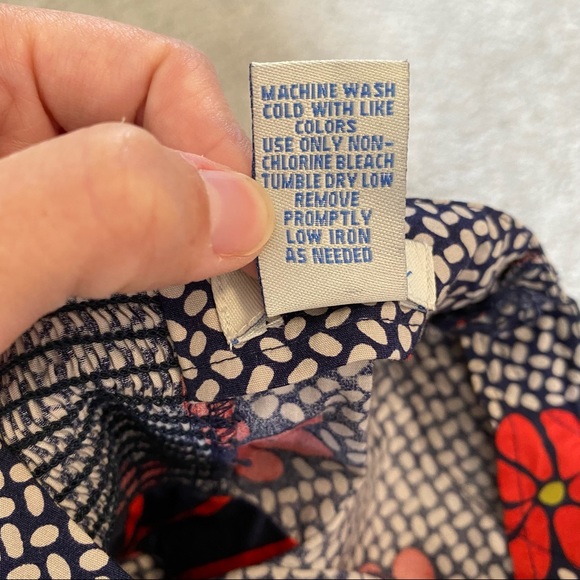 MACHINE WASH
COLD WITH LIKE
COLORS
USE ONLY NON-
CHLORINE BLEACH
TUMBLE DRY LOW
REMOVE
PROMPTLY
LOW IRON
AS NEEDED